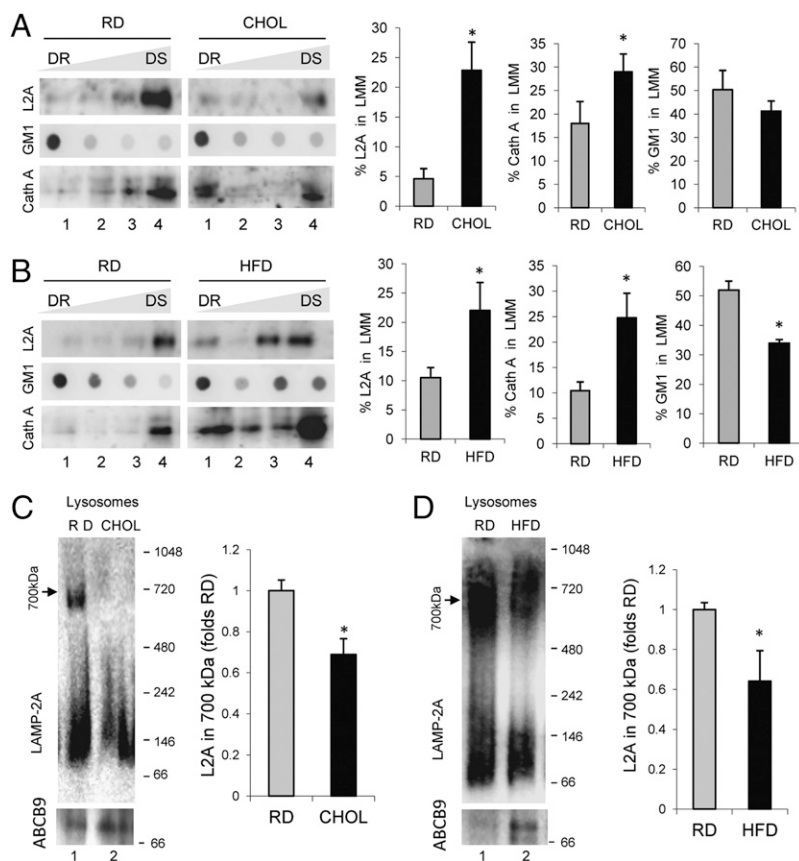 A
RD CHOL
DR DS DR DS
L2A
GM1
Cath A
1 2 3 4 1 2 3 4
% L2A in LMM
25
20
15
10
5
0
RD CHOL
*
% Cath A in LMM
35
30
25
20
15
10
5
0
RD CHOL
*
% GM1 in LMM
70
60
50
40
30
20
10
0
RD CHOL
B
RD HFD
DR DS DR DS
L2A
GM1
Cath A
1 2 3 4 1 2 3 4
% L2A in LMM
30
25
20
15
10
5
0
RD HFD
*
% Cath A in LMM
35
30
25
20
15
10
5
0
RD HFD
*
% GM1 in LMM
60
50
40
30
20
10
0
RD HFD
*
C
Lysosomes
R D CHOL
700kDa
LAMP-2A
ABCB9
- 1048
- 720
- 480
- 242
- 146
- 66
- 66
1 2
L2A in 700 kDa (folds RD)
1.2
1
0.8
0.6
0.4
0.2
0
RD CHOL
*
D
Lysosomes
RD HFD
700kDa
LAMP-2A
ABCB9
- 1048
- 720
- 480
- 242
- 146
- 66
- 66
1 2
L2A in 700 kDa (folds RD)
1.2
1
0.8
0.6
0.4
0.2
0
RD HFD
*